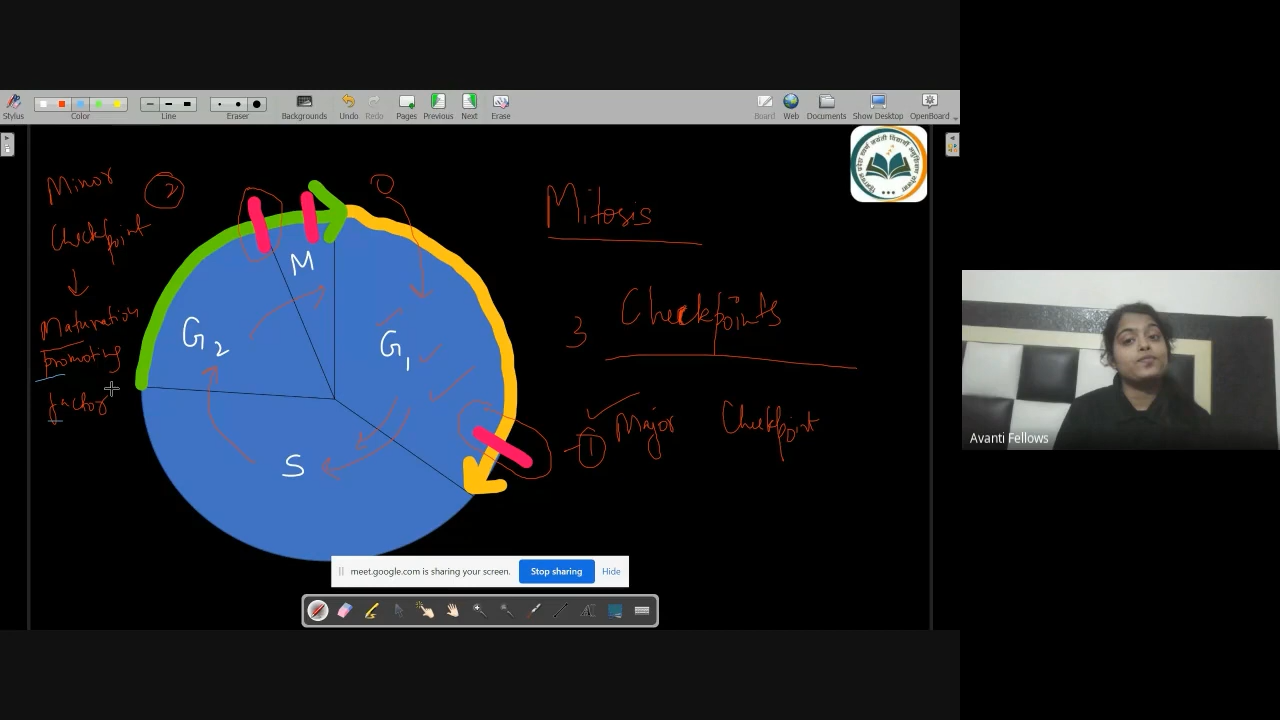 Stylus
Color
Line
Eraser
Backgrounds
Undo
Redo
Pages
Previous
Next
Erase
Board
Web
Documents
Show Desktop
OpenBoard
Minor
2
Checkpoint
Maturation
promoting
factor
M
G2
G1
S
Mitosis
3 Checkpoints
1 Major Checkpoint
meet.google.com is sharing your screen.
Stop sharing
Hide
Avanti Fellows